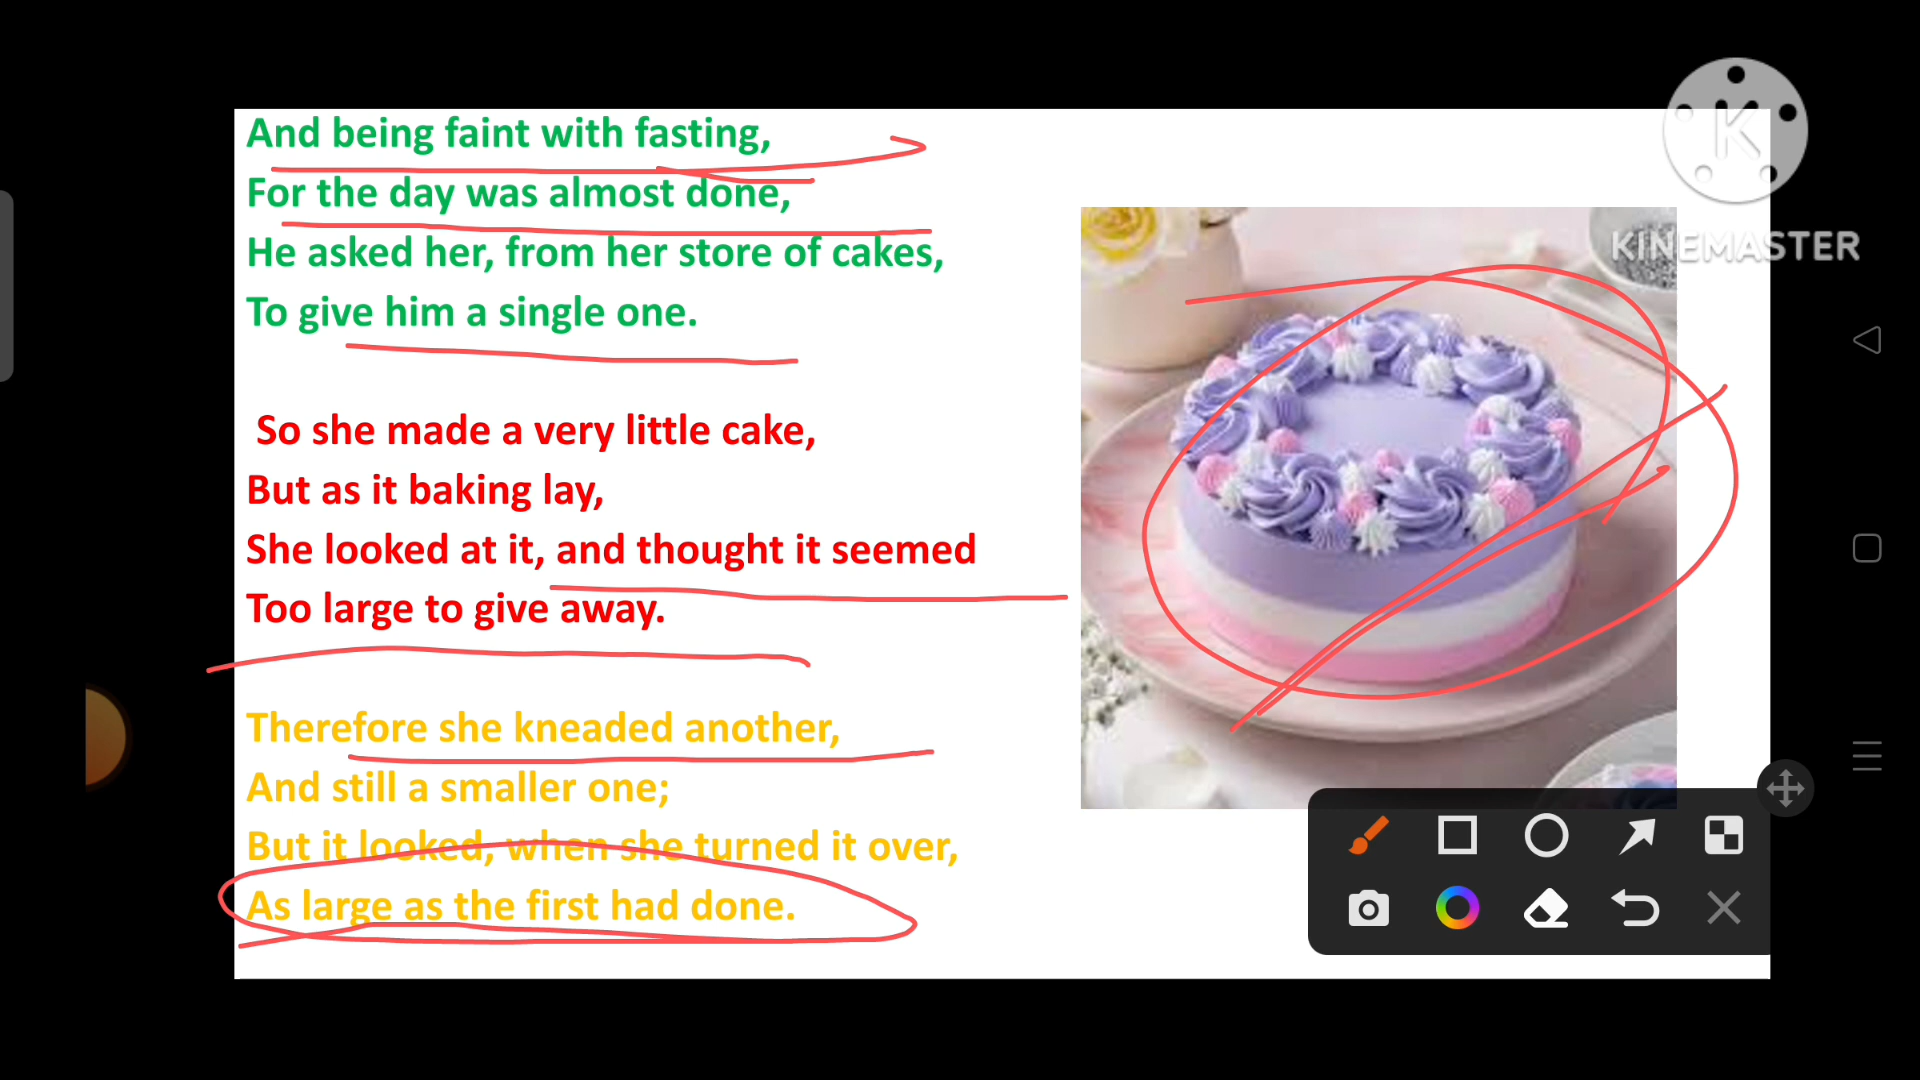 And being faint with fasting,
For the day was almost done,
He asked her, from her store of cakes,
To give him a single one.
So she made a very little cake,
But as it baking lay,
She looked at it, and thought it seemed
Too large to give away.
Therefore she kneaded another,
And still a smaller one;
But it looked, when she turned it over,
As large as the first had done.
K
KINEMASTER